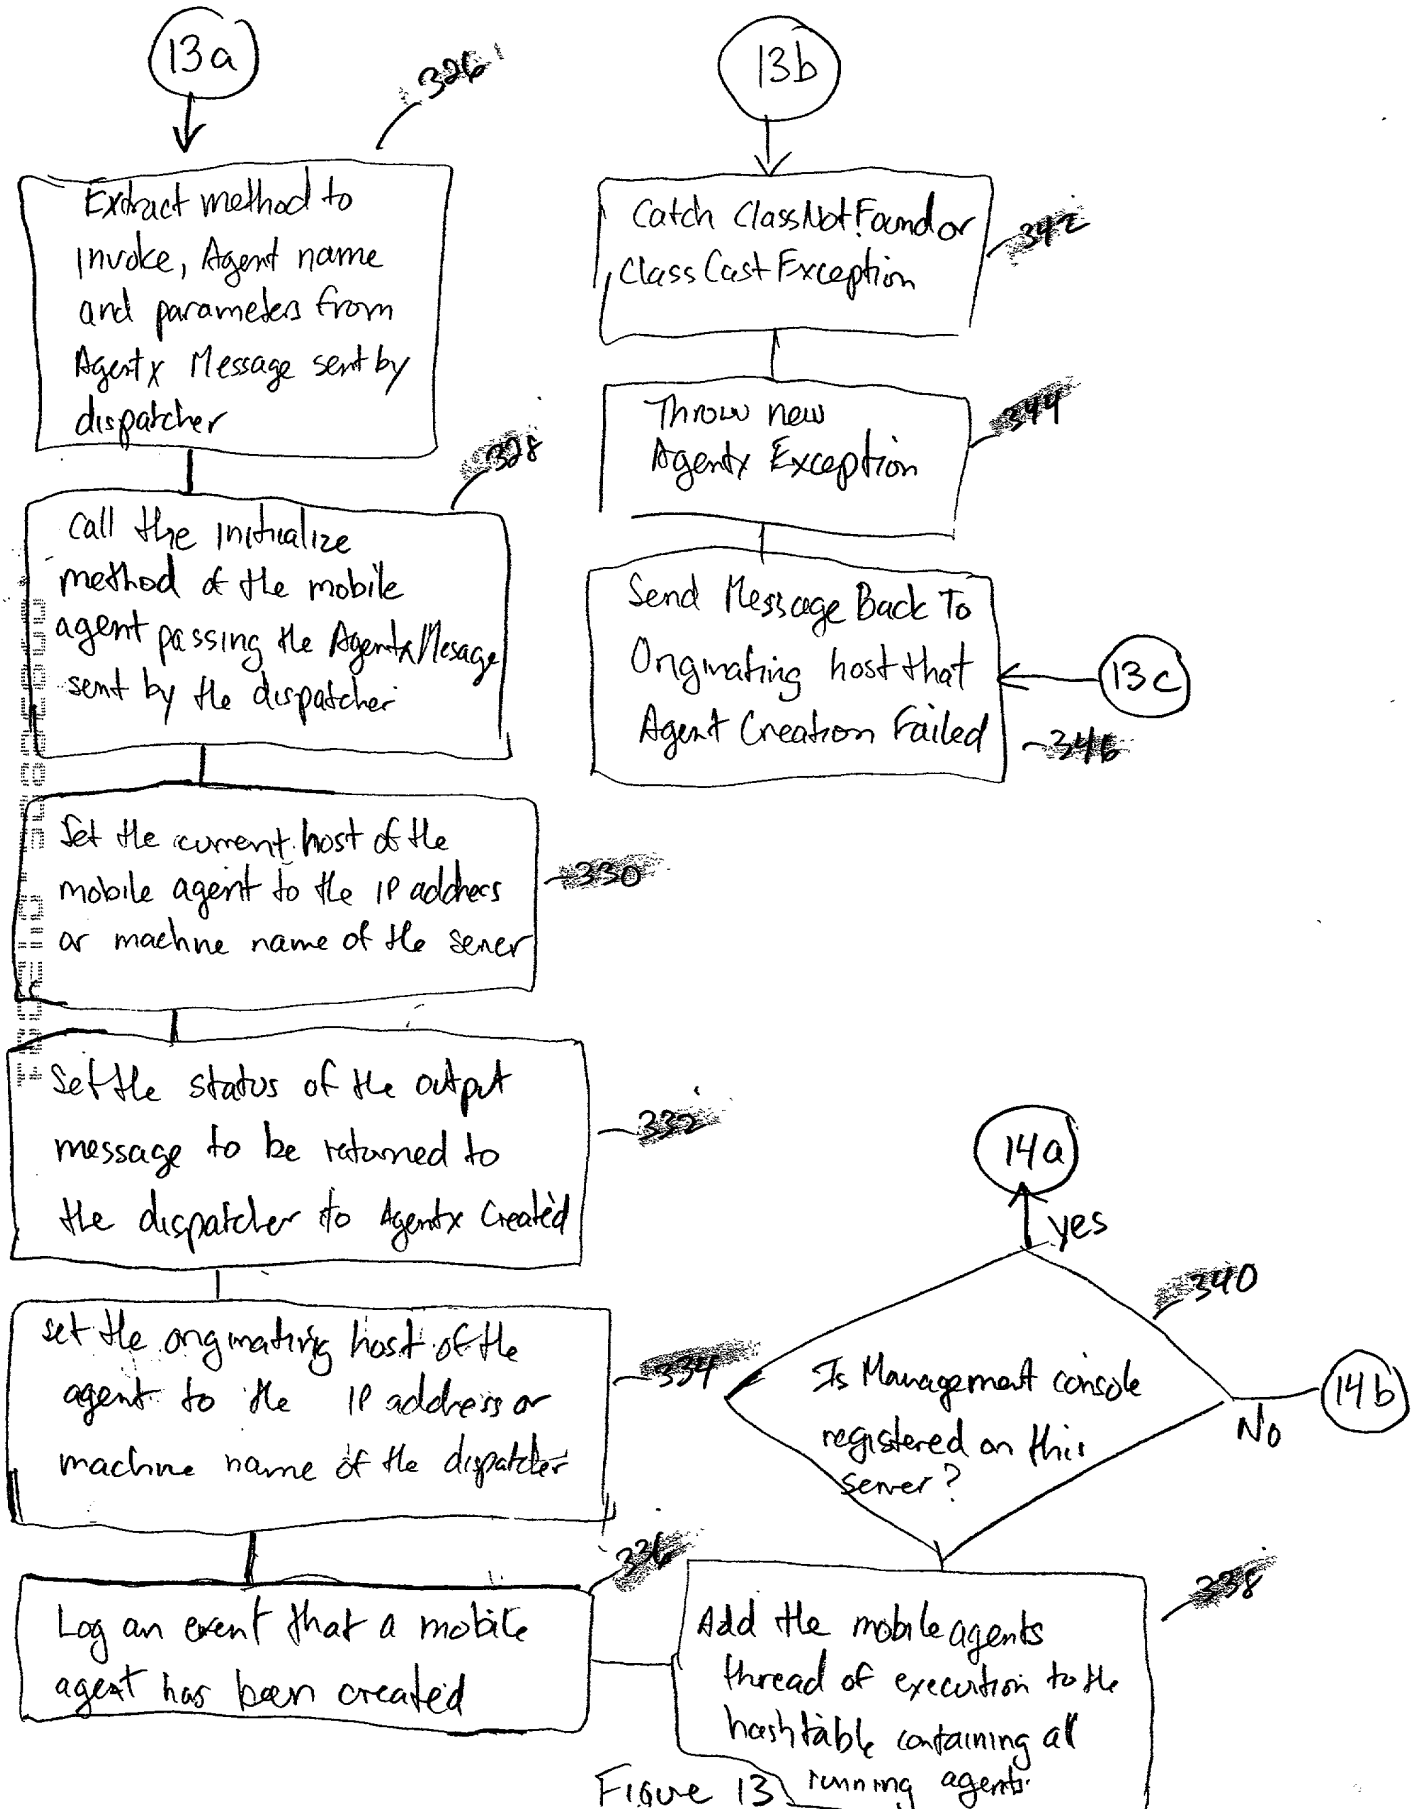 13a
326
Extract method to
invoke, Agent name
and parameters from
Agentx Message sent by
dispatcher
328
Call the initialize
method of the mobile
agent passing the AgentxMesage
sent by the dispatcher
Set the current host of the
mobile agent to the IP address
or machine name of the server
330
Set the status of the output
message to be returned to
the dispatcher to Agentx Created
332
set the originating host of the
agent to the IP address or
machine name of the dispatcher
334
336
Log an event that a mobile
agent has been created
13b
Catch ClassNotFound or
ClassCastException
342
Throw new
Agentx Exception
344
Send Message Back To
Originating host that
Agent Creation Failed
13c
346
14a
yes
340
Is Management console
registered on this
server?
No
14b
338
Add the mobile agents
thread of execution to the
hashtable containing all
running agents.
Figure 13